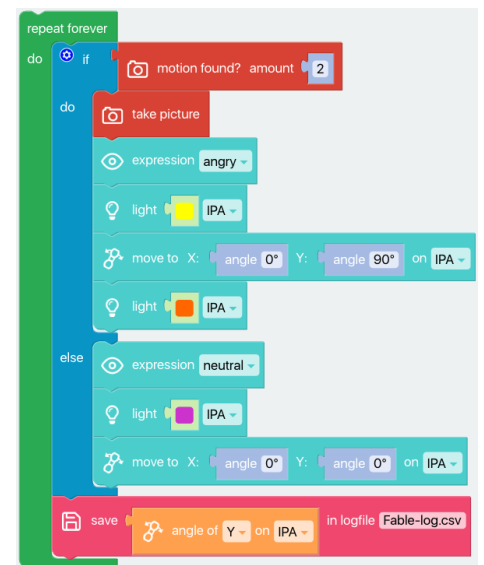 repeat forever
do if motion found? amount 2
do take picture
expression angry
light IPA
move to X: angle 0° Y: angle 90° on IPA
light IPA
else expression neutral
light IPA
move to X: angle 0° Y: angle 0° on IPA
save angle of Y on IPA in logfile Fable-log.csv